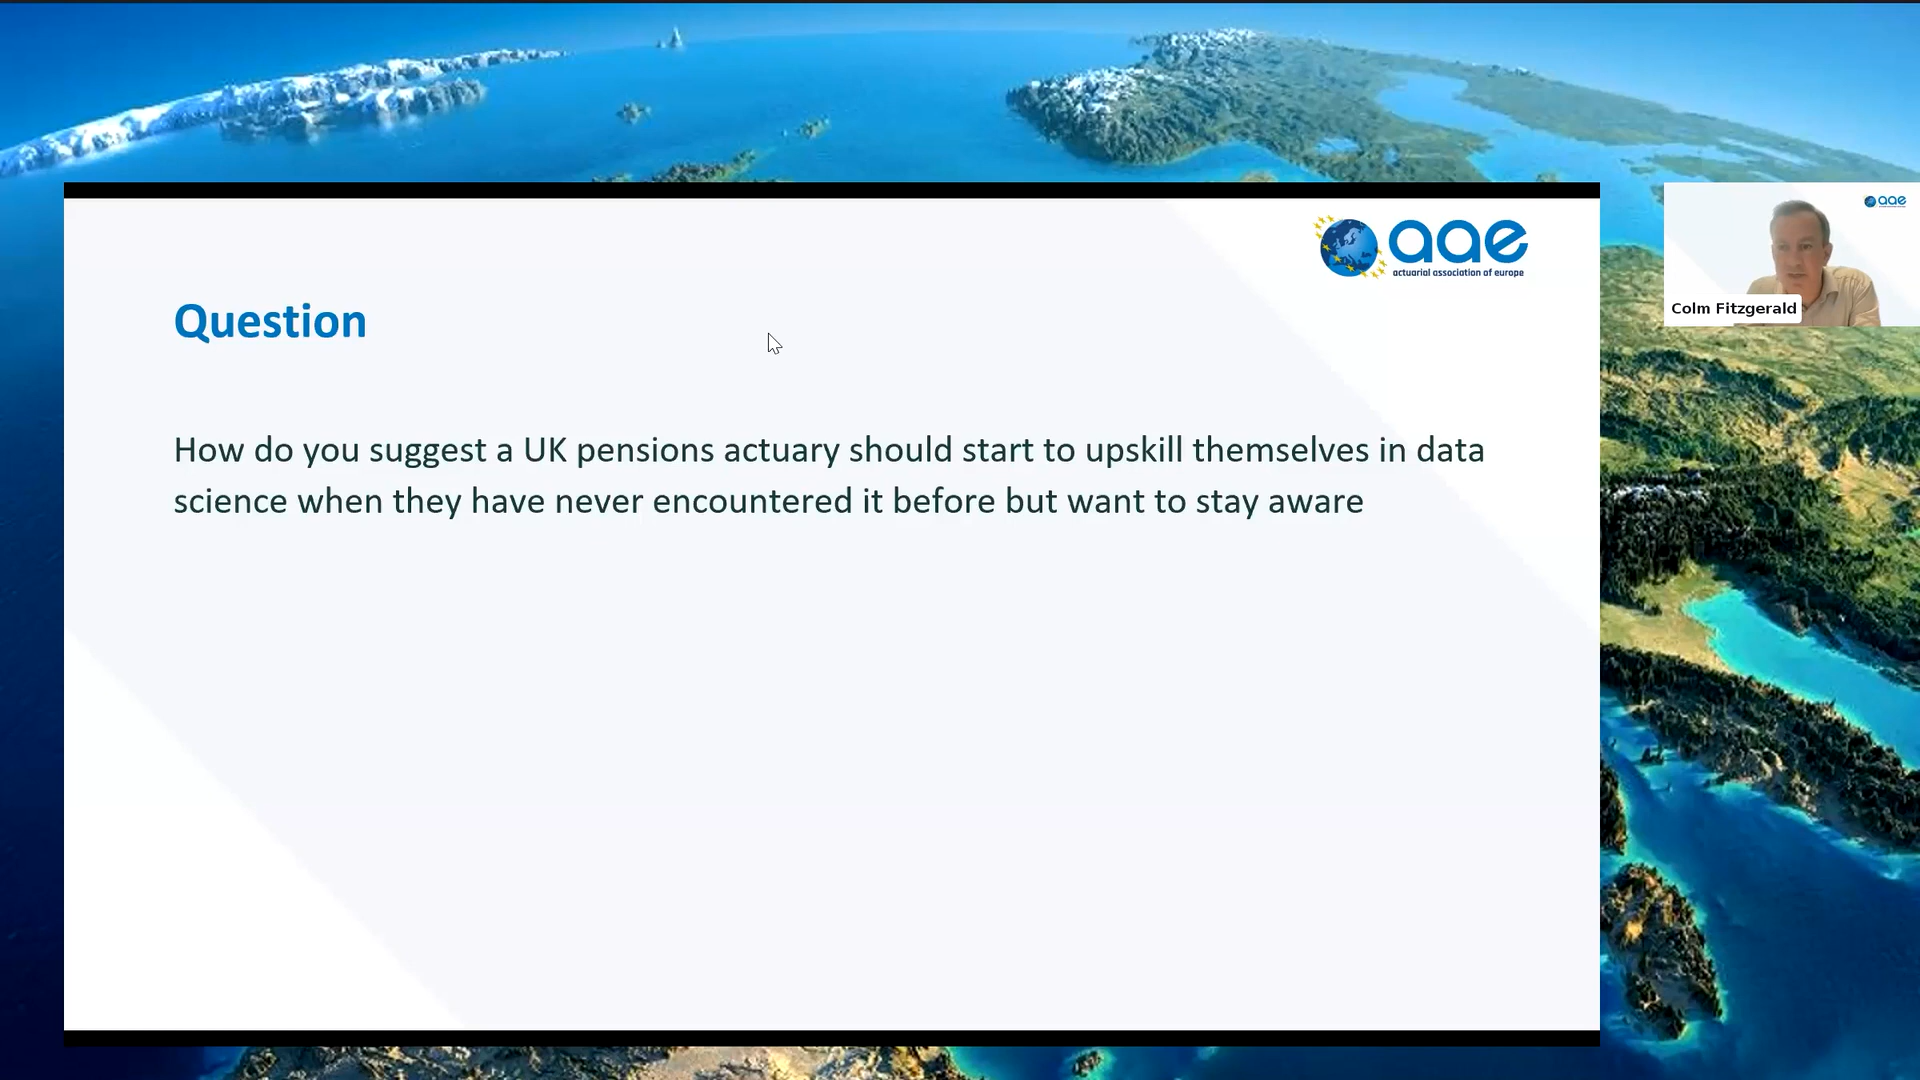 aae
actuarial association of europe
aae
Colm Fitzgerald
Question
How do you suggest a UK pensions actuary should start to upskill themselves in data
science when they have never encountered it before but want to stay aware